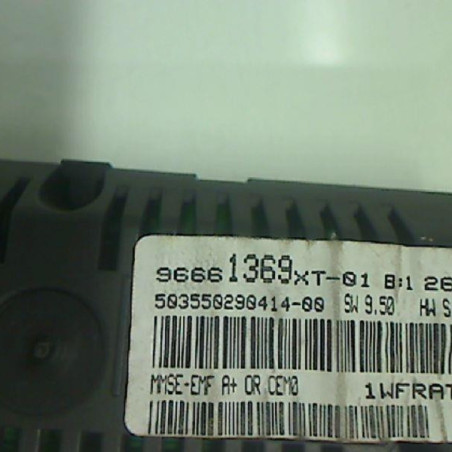 96661369XT-01 B:1 26
503550290414-00 SW 9.50 HW S
MMSE-EMF A+ OR CEM0
1WFRAT